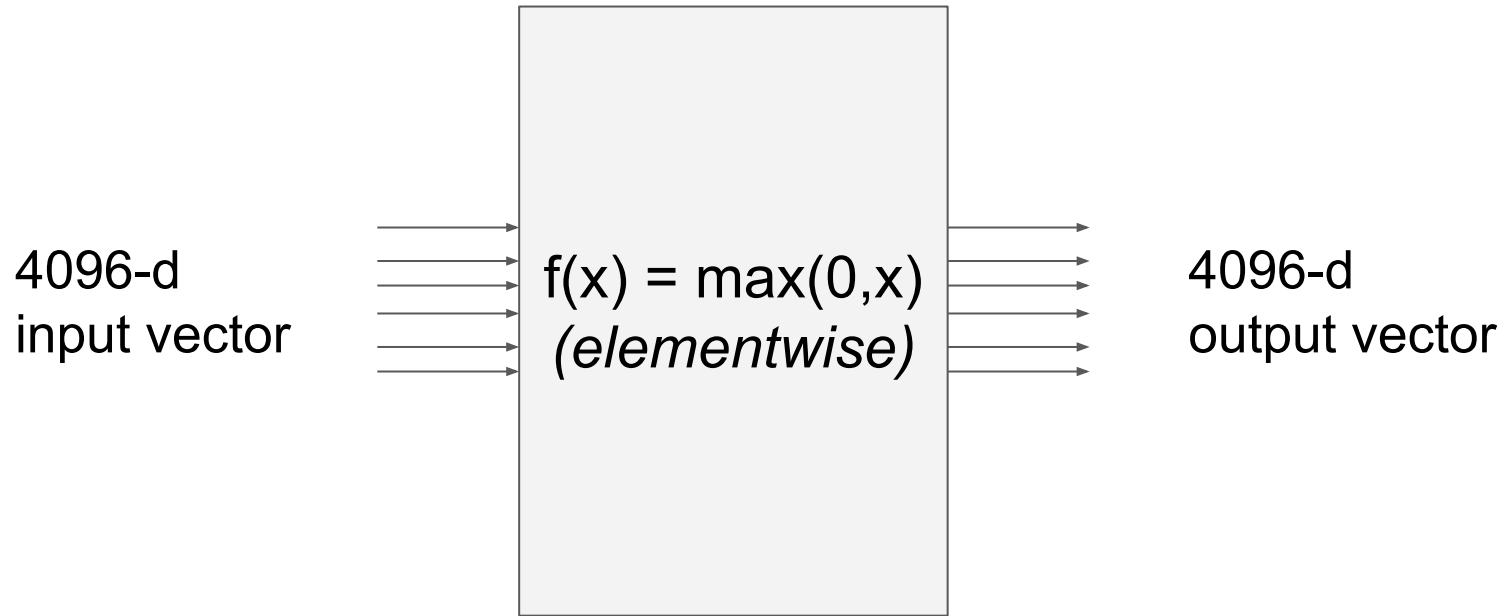 4096-d
input vector
f(x) = max(0,x)
(elementwise)
4096-d
output vector